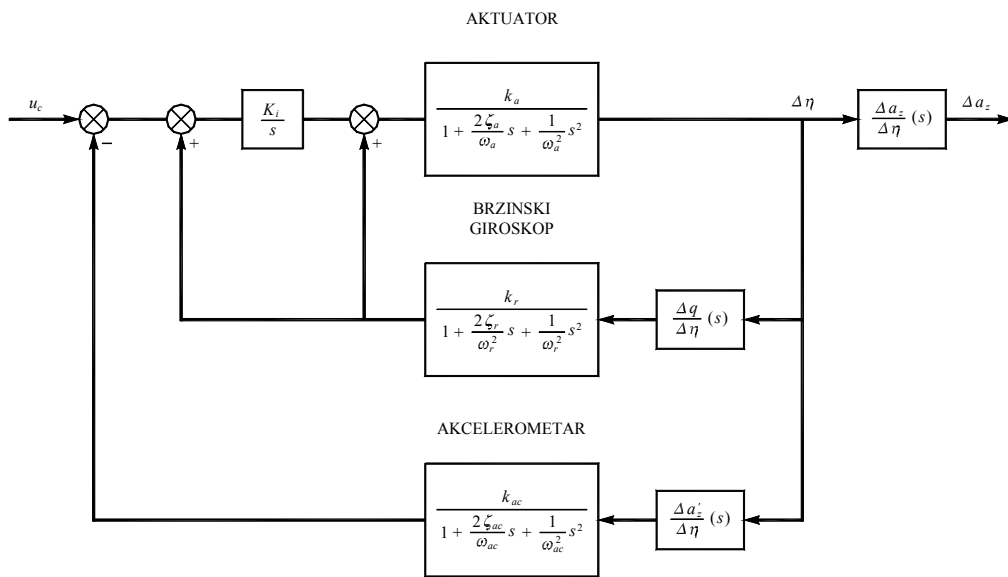 AKTUATOR
u_c
−
+
K_i / s
+
k_a / (1 + (2ζ_a / ω_a) s + (1 / ω_a^2) s^2)
Δη
Δa_z / Δη (s)
Δa_z
BRZINSKI
GIROSKOP
k_r / (1 + (2ζ_r / ω_r^2) s + (1 / ω_r^2) s^2)
Δq / Δη (s)
AKCELEROMETAR
k_ac / (1 + (2ζ_ac / ω_ac) s + (1 / ω_ac^2) s^2)
Δa_z' / Δη (s)